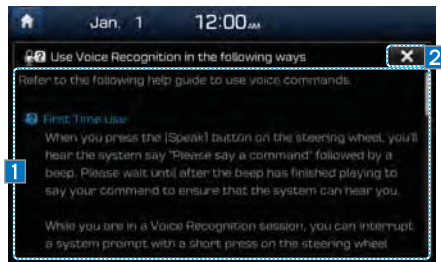 Jan. 1 12:00 AM
Use Voice Recognition in the following ways
2
Refer to the following help guide to use voice commands.
First Time Use
When you press the [Speak] button on the steering wheel, you'll
hear the system say "Please say a command" followed by a
1
beep. Please wait until after the beep has finished playing to
say your command to ensure that the system can hear you.
While you are in a Voice Recognition session, you can interrupt
a system prompt with a short press on the steering wheel